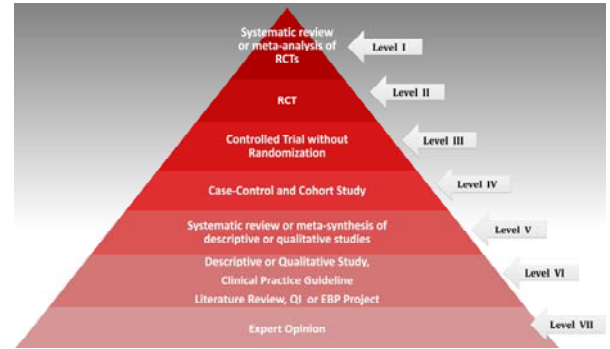 Systematic review
or meta-analysis of
RCTs
Level I
RCT
Level II
Controlled Trial without
Randomization
Level III
Case-Control and Cohort Study
Level IV
Systematic review or meta-synthesis of
descriptive or qualitative studies
Level V
Descriptive or Qualitative Study,
Clinical Practice Guideline
Literature Review, QI or EBP Project
Level VI
Expert Opinion
Level VII